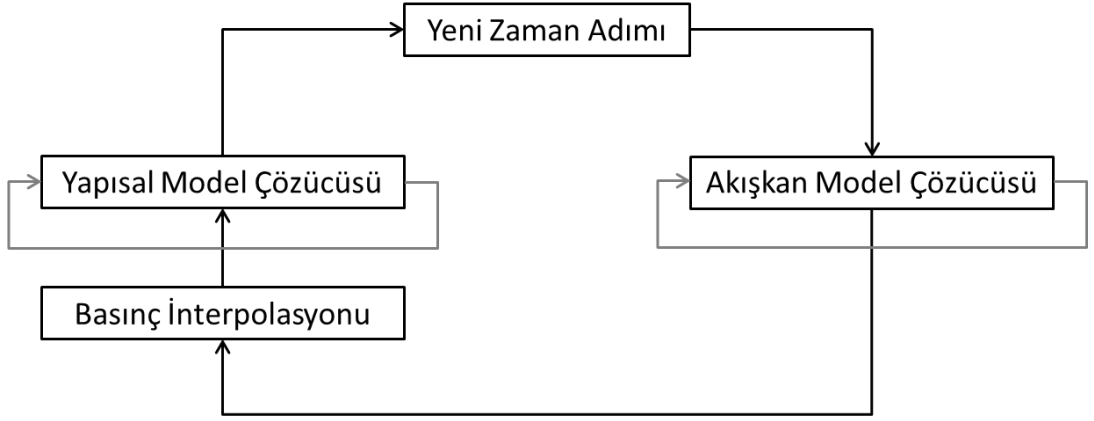 Yeni Zaman Adımı
Yapısal Model Çözücüsü
Akışkan Model Çözücüsü
Basınç İnterpolasyonu